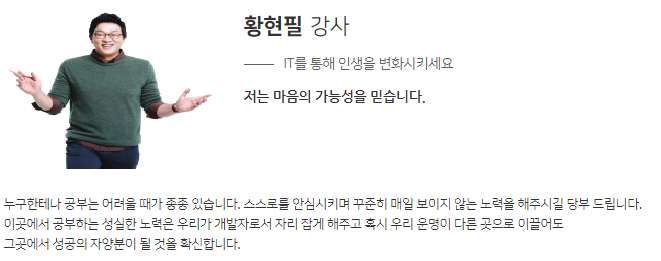 황현필 강사
IT를 통해 인생을 변화시키세요
저는 마음의 가능성을 믿습니다.
누구한테나 공부는 어려울 때가 종종 있습니다. 스스로를 안심시키며 꾸준히 매일 보이지 않는 노력을 해주시길 당부 드립니다.
이곳에서 공부하는 성실한 노력은 우리가 개발자로서 자리 잡게 해주고 혹시 우리 운명이 다른 곳으로 이끌어도
그곳에서 성공의 자양분이 될 것을 확신합니다.